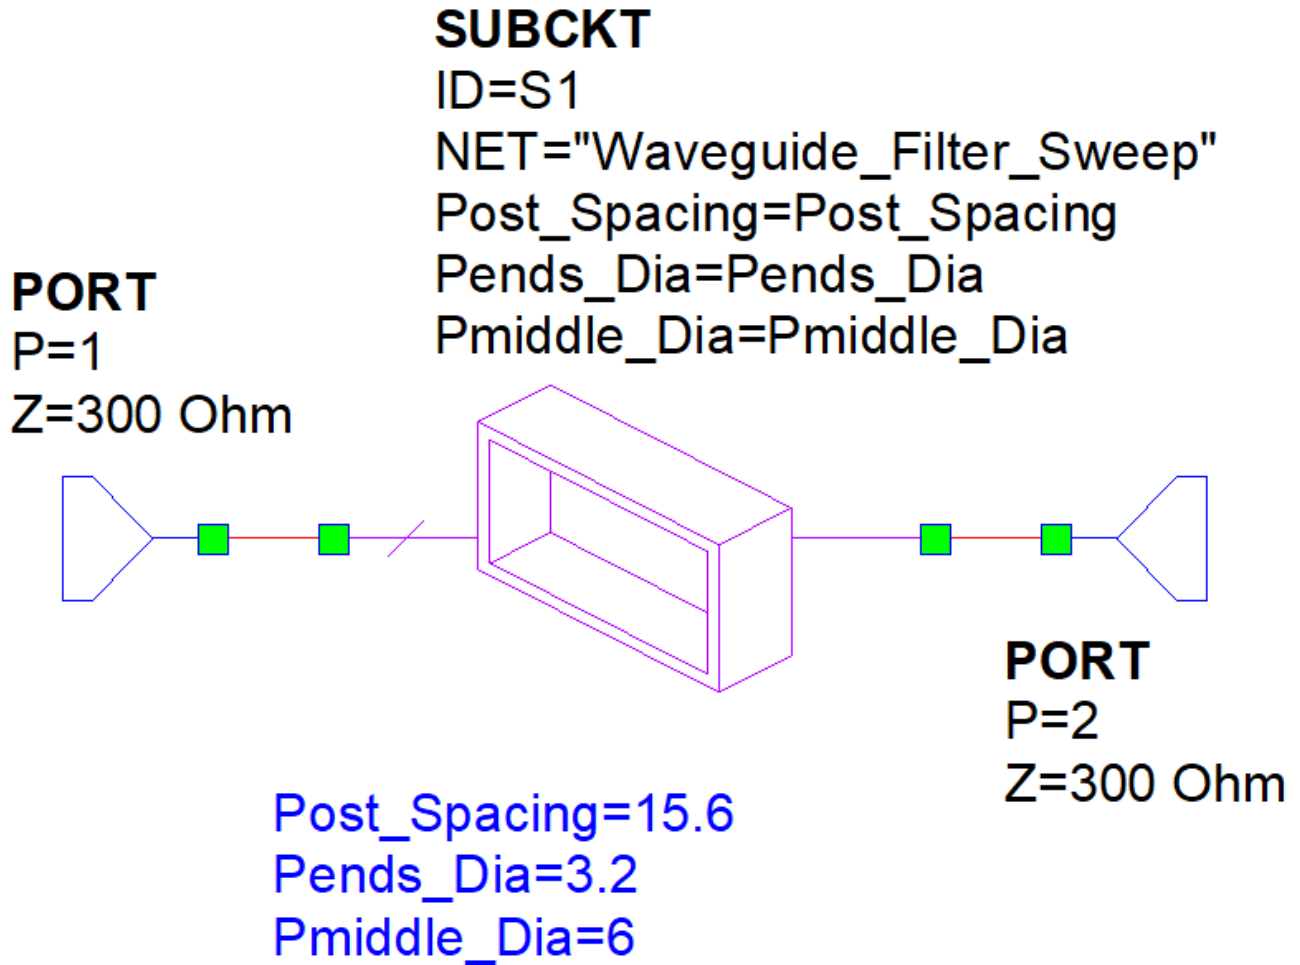 SUBCKT
ID=S1
NET="Waveguide_Filter_Sweep"
Post_Spacing=Post_Spacing
Pends_Dia=Pends_Dia
Pmiddle_Dia=Pmiddle_Dia
PORT
P=1
Z=300 Ohm
PORT
P=2
Z=300 Ohm
Post_Spacing=15.6
Pends_Dia=3.2
Pmiddle_Dia=6